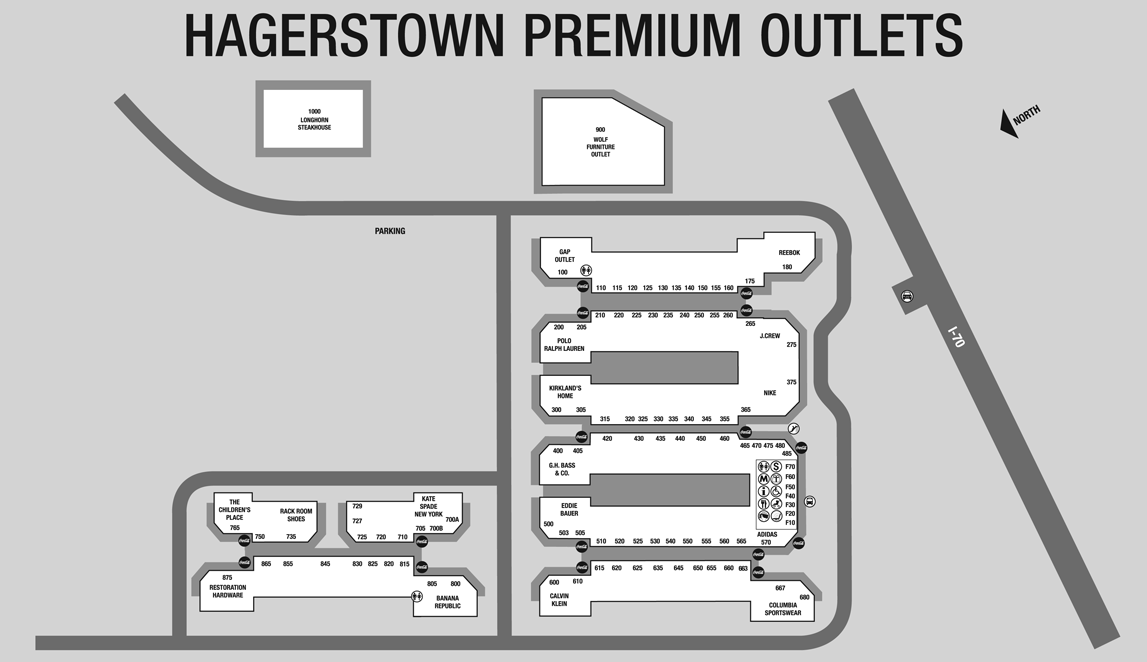 HAGERSTOWN PREMIUM OUTLETS
1000
LONGHORN
STEAKHOUSE
900
WOLF
FURNITURE
OUTLET
NORTH
PARKING
I-70
GAP
OUTLET
100
REEBOK
180
175
110 115 120 125 130 135 140 150 155 160
210 220 225 230 235 240 250 255 260
265
200 205
POLO
RALPH LAUREN
J.CREW
275
KIRKLAND'S
HOME
300 305
375
NIKE
365
315 320 325 330 335 340 345 355
420 430 435 440 450 460
465 470 475 480
485
400 405
G.H. BASS
& CO.
F70
F60
F50
F40
F30
F20
F10
EDDIE
BAUER
500
503 505
510 520 525 530 540 550 555 560 565
ADIDAS
570
615 620 625 635 645 650 655 660 663
600 610
CALVIN
KLEIN
667
680
COLUMBIA
SPORTSWEAR
THE
CHILDREN'S
PLACE
765
RACK ROOM
SHOES
750 735
729
727
725 720 710
KATE
SPADE
NEW YORK
705 700B
700A
865 855 845 830 825 820 815
875
RESTORATION
HARDWARE
805 800
BANANA
REPUBLIC